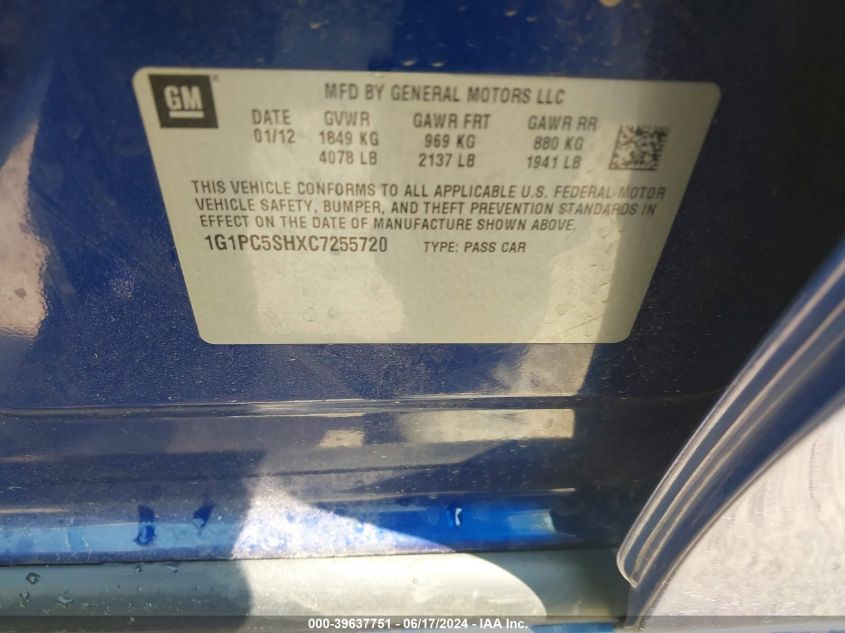 GM
MFD BY GENERAL MOTORS LLC
DATE GVWR GAWR FRT GAWR RR
01/12 1849 KG 969 KG 880 KG
4078 LB 2137 LB 1941 LB
THIS VEHICLE CONFORMS TO ALL APPLICABLE U.S. FEDERAL MOTOR
VEHICLE SAFETY, BUMPER, AND THEFT PREVENTION STANDARDS IN
EFFECT ON THE DATE OF MANUFACTURE SHOWN ABOVE.
1G1PC5SHXC7255720 TYPE: PASS CAR
000-39637751 - 06/17/2024 - IAA Inc.